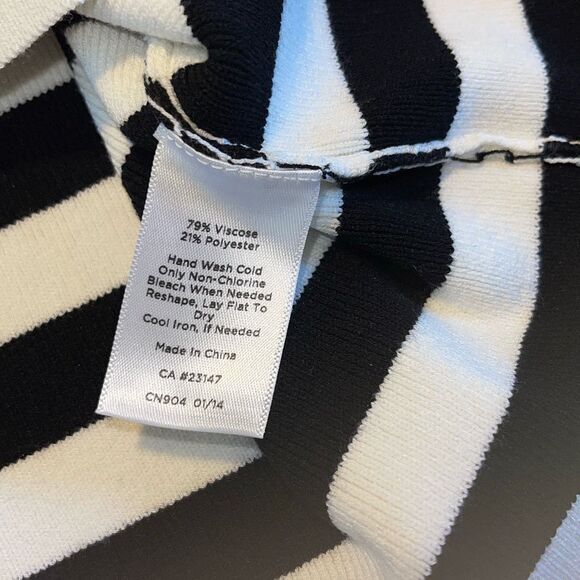 79% Viscose
21% Polyester
Hand Wash Cold
Only Non-Chlorine
Bleach When Needed
Reshape, Lay Flat To
Dry
Cool Iron, If Needed
Made In China
CA #23147
CN904 01/14